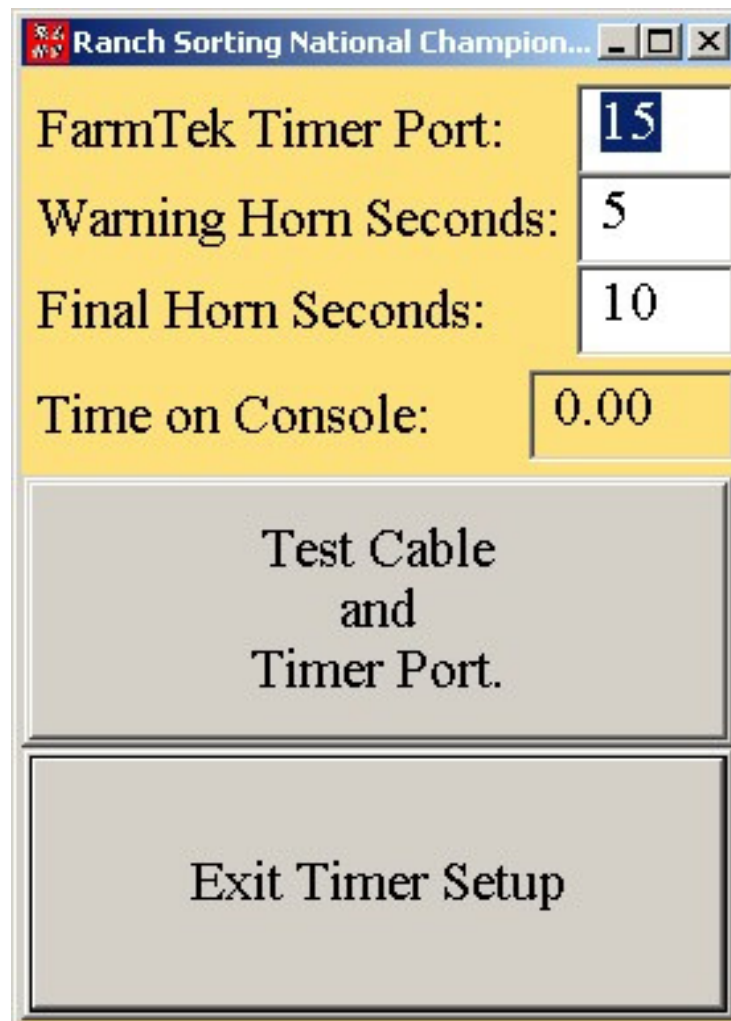 Ranch Sorting National Champion...
FarmTek Timer Port: 15
Warning Horn Seconds: 5
Final Horn Seconds: 10
Time on Console: 0.00
Test Cable
and
Timer Port.
Exit Timer Setup